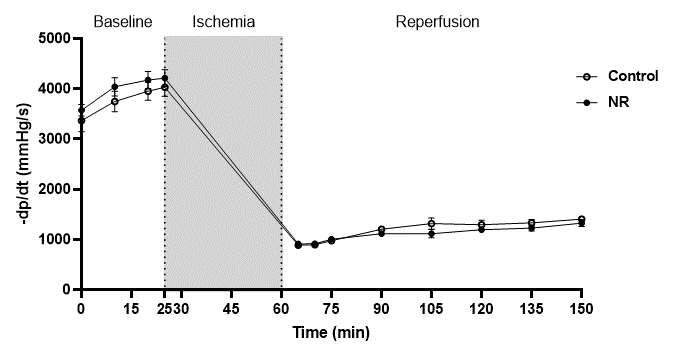 Baseline Ischemia Reperfusion
5000
4000
3000
2000
1000
0
-dp/dt (mmHg/s)
0 15 25 30 45 60 75 90 105 120 135 150
Time (min)
Control
NR